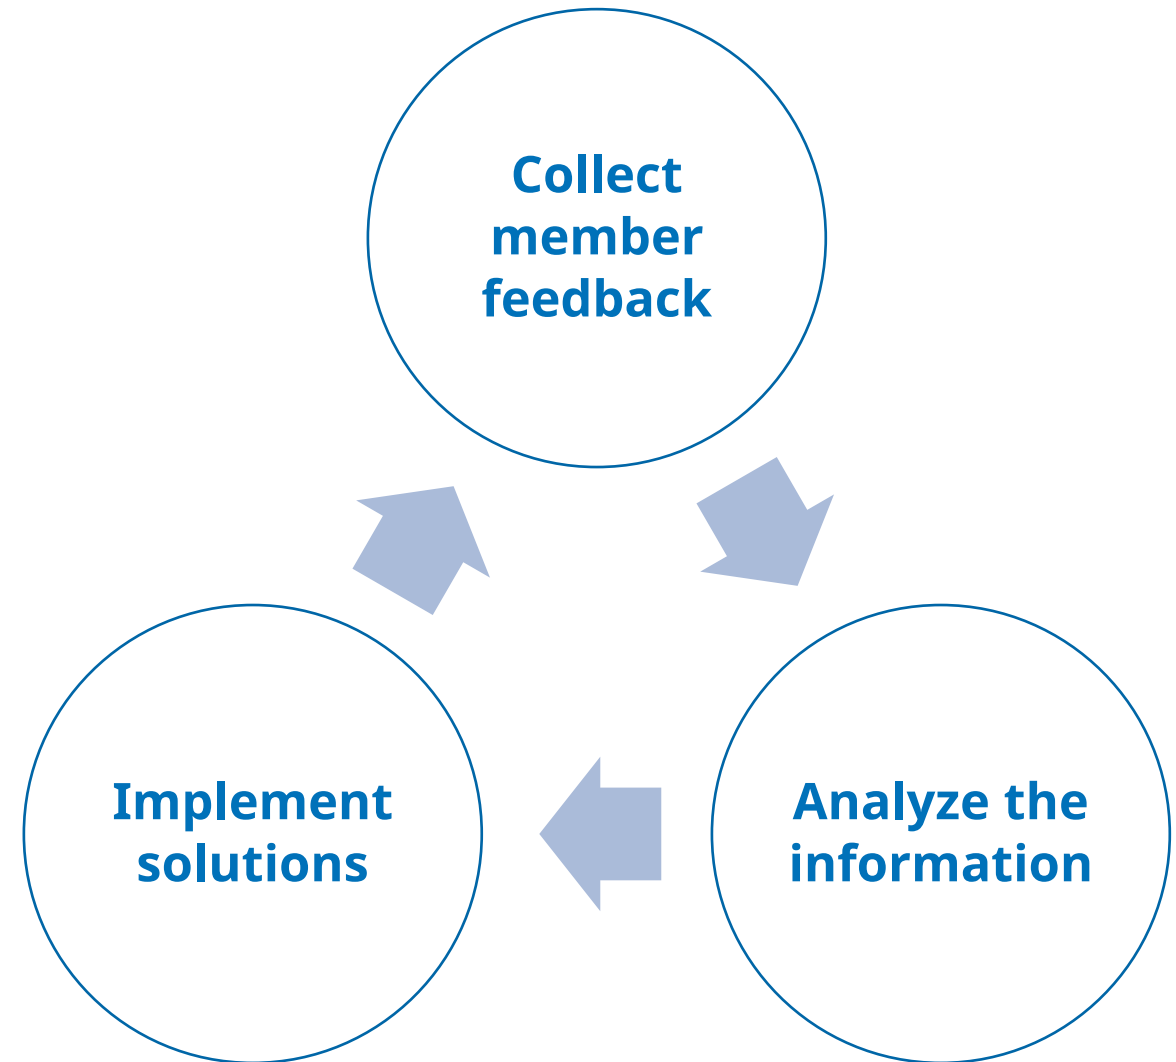 Collect
member
feedback
Analyze the
information
Implement
solutions